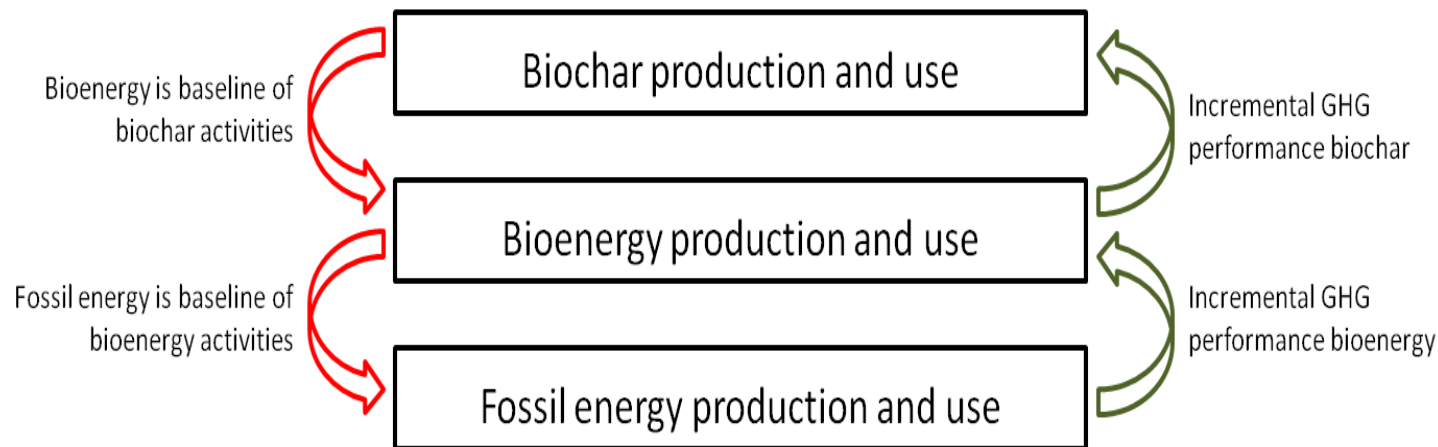 Biochar production and use
Bioenergy is baseline of
biochar activities
Incremental GHG
performance biochar
Bioenergy production and use
Fossil energy is baseline of
bioenergy activities
Incremental GHG
performance bioenergy
Fossil energy production and use